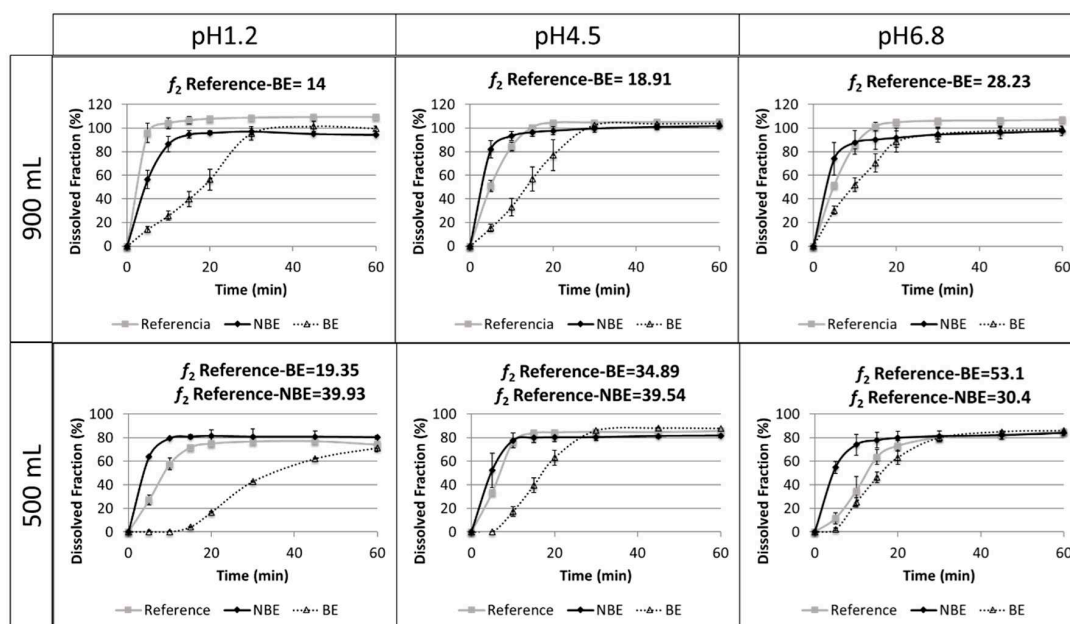 pH1.2
pH4.5
pH6.8
900 mL
f₂ Reference-BE= 14
Dissolved Fraction (%)
120
100
80
60
40
20
0
0
20
40
60
Time (min)
Referencia
NBE
BE
f₂ Reference-BE = 18.91
Dissolved Fraction (%)
120
100
80
60
40
20
0
0
20
40
60
Time (min)
Referencia
NBE
BE
f₂ Reference-BE = 28.23
Dissolved Fraction (%)
120
100
80
60
40
20
0
0
20
40
60
Time (min)
Referencia
NBE
BE
500 mL
f₂ Reference-BE=19.35
f₂ Reference-NBE=39.93
Dissolved Fraction (%)
100
80
60
40
20
0
0
20
40
60
Time (min)
Reference
NBE
BE
f₂ Reference-BE=34.89
f₂ Reference-NBE=39.54
Dissolved Fraction (%)
100
80
60
40
20
0
0
20
40
60
Time (min)
Reference
NBE
BE
f₂ Reference-BE=53.1
f₂ Reference-NBE=30.4
Dissolved Fraction (%)
100
80
60
40
20
0
0
20
40
60
Time (min)
Reference
NBE
BE